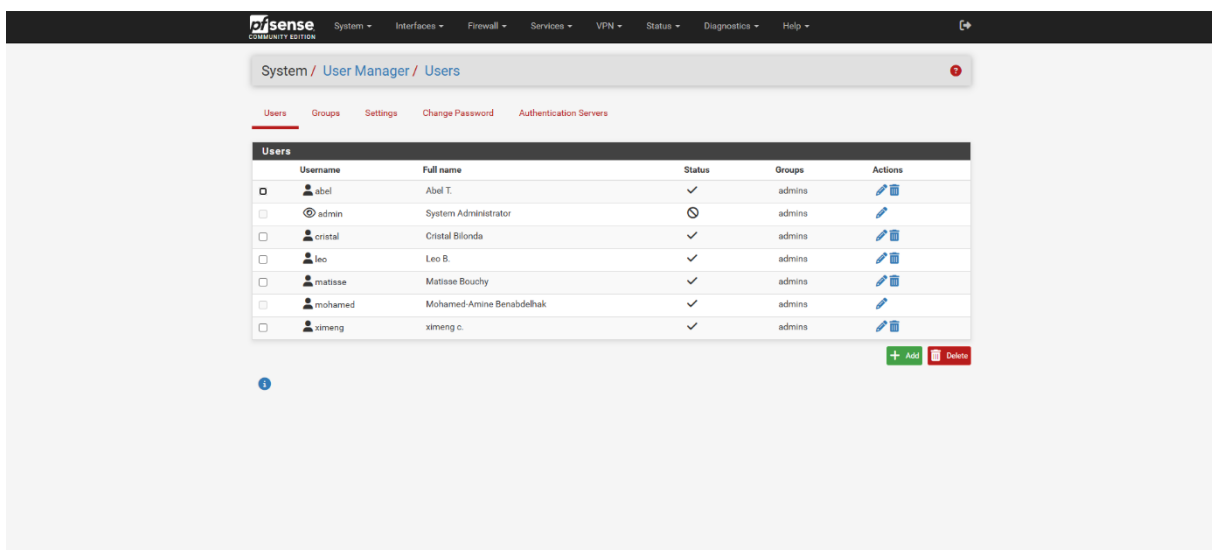 pfsense System Interfaces Firewall Services VPN Status Diagnostics Help
COMMUNITY EDITION
System / User Manager / Users
Users Groups Settings Change Password Authentication Servers
Users
Username Full name Status Groups Actions
abel Abel T. admins
admin System Administrator admins
cristal Cristal Bilonda admins
leo Leo B. admins
matisse Matisse Bouchy admins
mohamed Mohamed-Amine Benabdelhak admins
ximeng ximeng c. admins
+ Add Delete